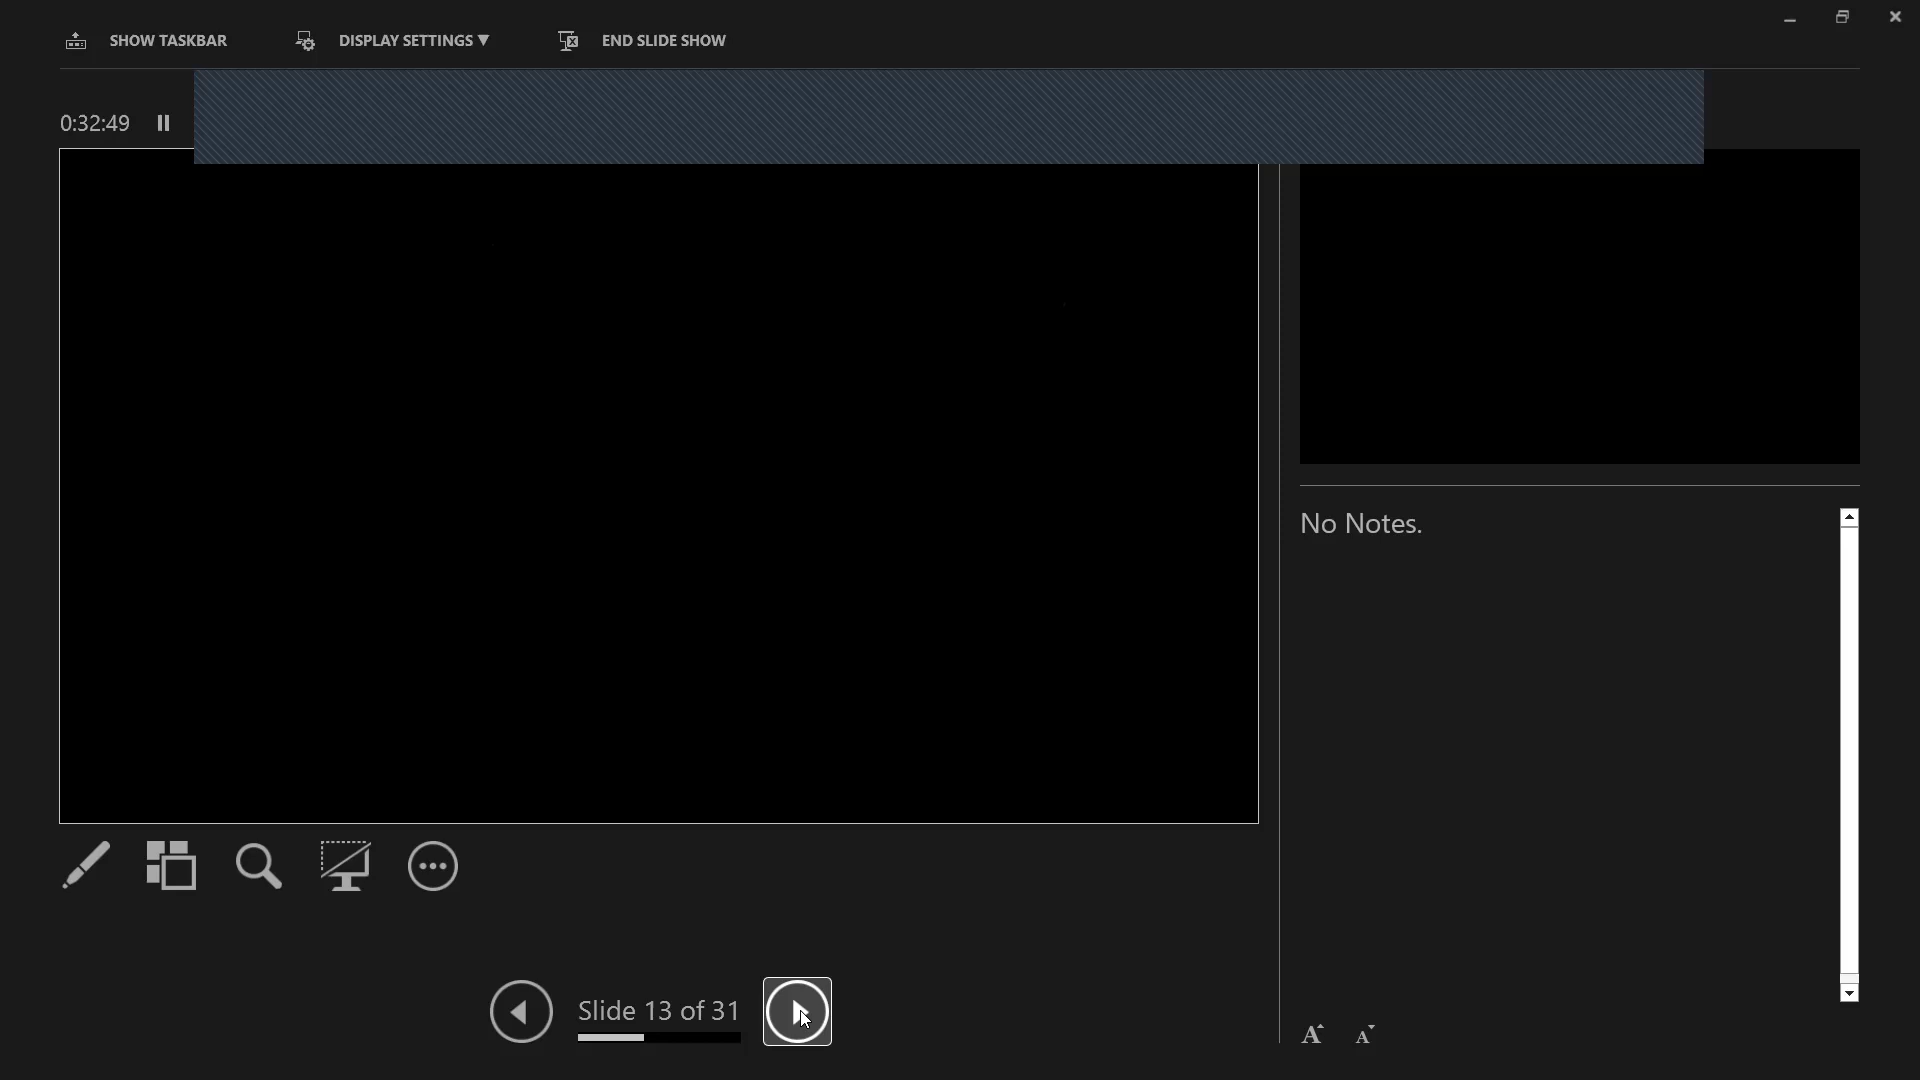 SHOW TASKBAR
DISPLAY SETTINGS ▼
END SLIDE SHOW
0:32:49
No Notes.
Slide 13 of 31
A A